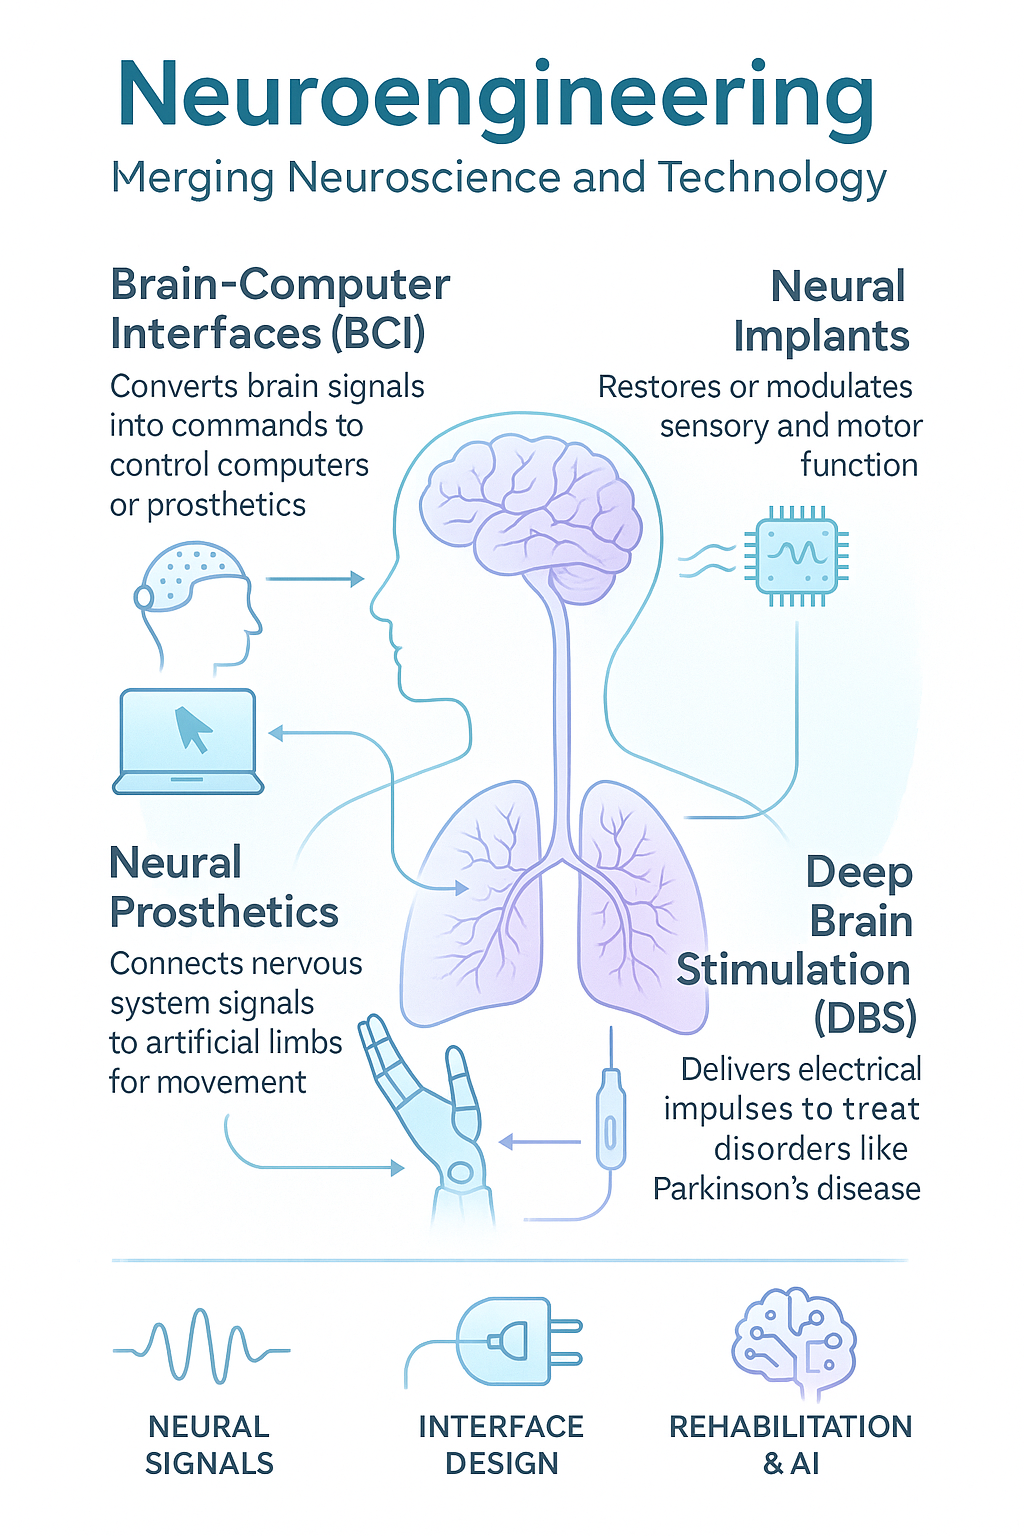 Neuroengineering
Merging Neuroscience and Technology
Brain-Computer
Interfaces (BCI)
Converts brain signals
into commands to
control computers
or prosthetics
Neural
Implants
Restores or modulates
sensory and motor
function
Neural
Prosthetics
Connects nervous
system signals
to artificial limbs
for movement
Deep
Brain
Stimulation
(DBS)
Delivers electrical
impulses to treat
disorders like
Parkinson's disease
NEURAL
SIGNALS
INTERFACE
DESIGN
REHABILITATION
& AI